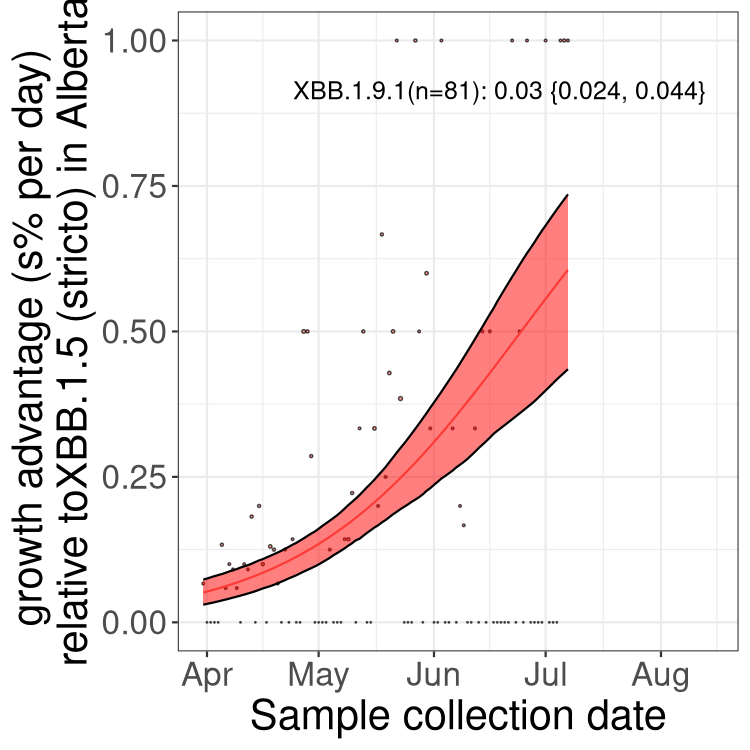 growth advantage (s% per day)
relative toXBB.1.5 (stricto) in Alberta
1.00
0.75
0.50
0.25
0.00
XBB.1.9.1(n=81): 0.03 {0.024, 0.044}
Apr May Jun Jul Aug
Sample collection date